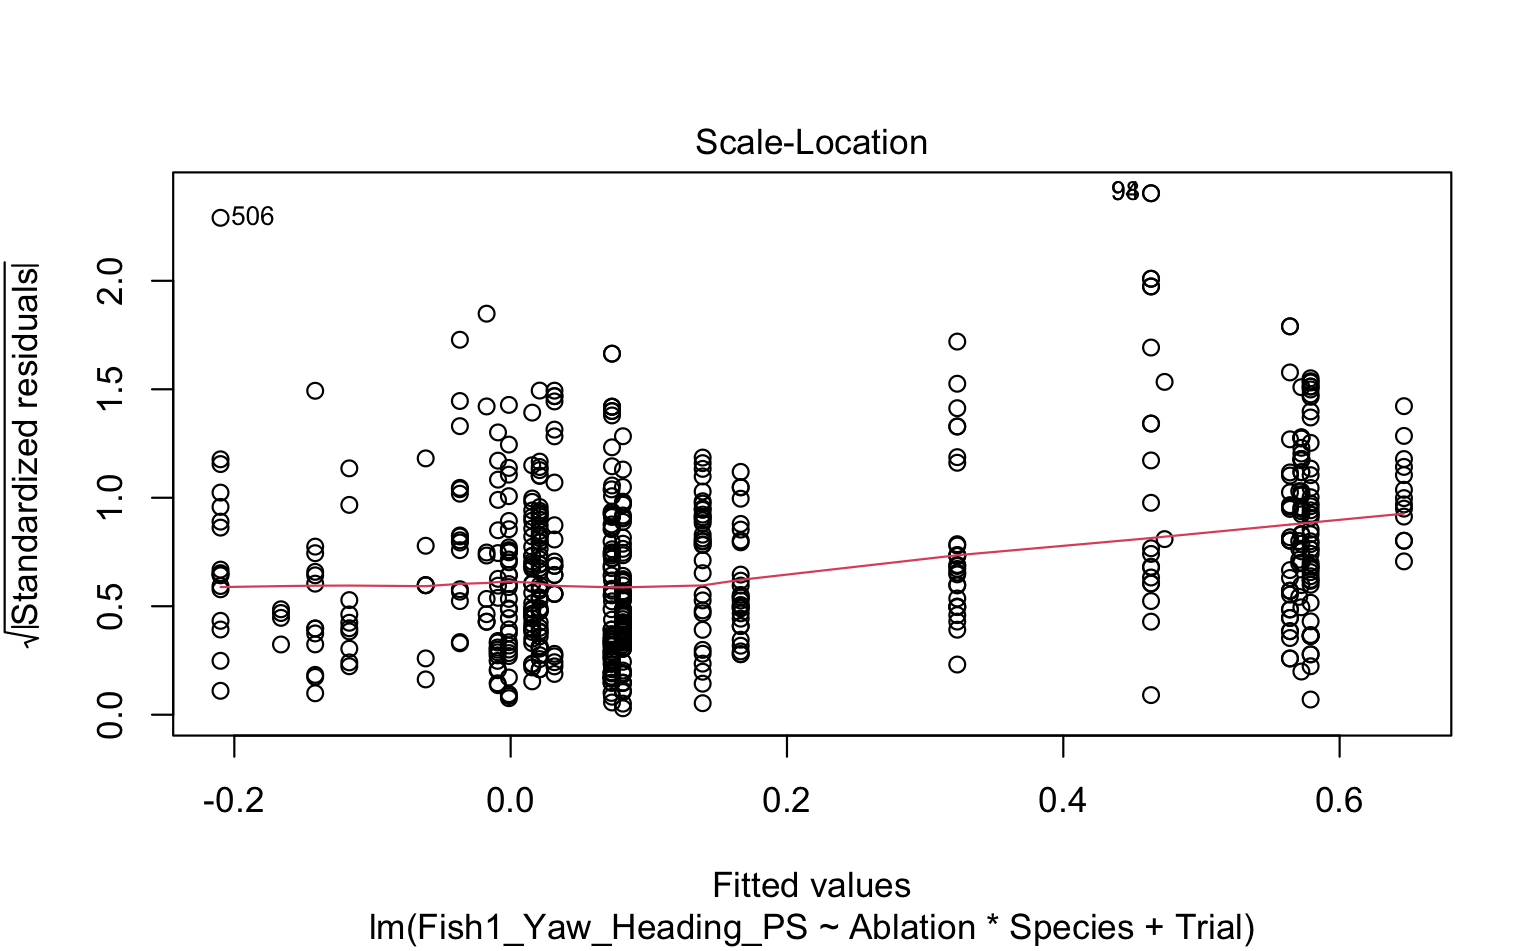 Scale-Location
√|Standardized residuals|
2.0
1.5
1.0
0.5
0.0
506
-0.2
0.0
0.2
0.4
0.6
Fitted values
lm(Fish1_Yaw_Heading_PS ~ Ablation * Species + Trial)